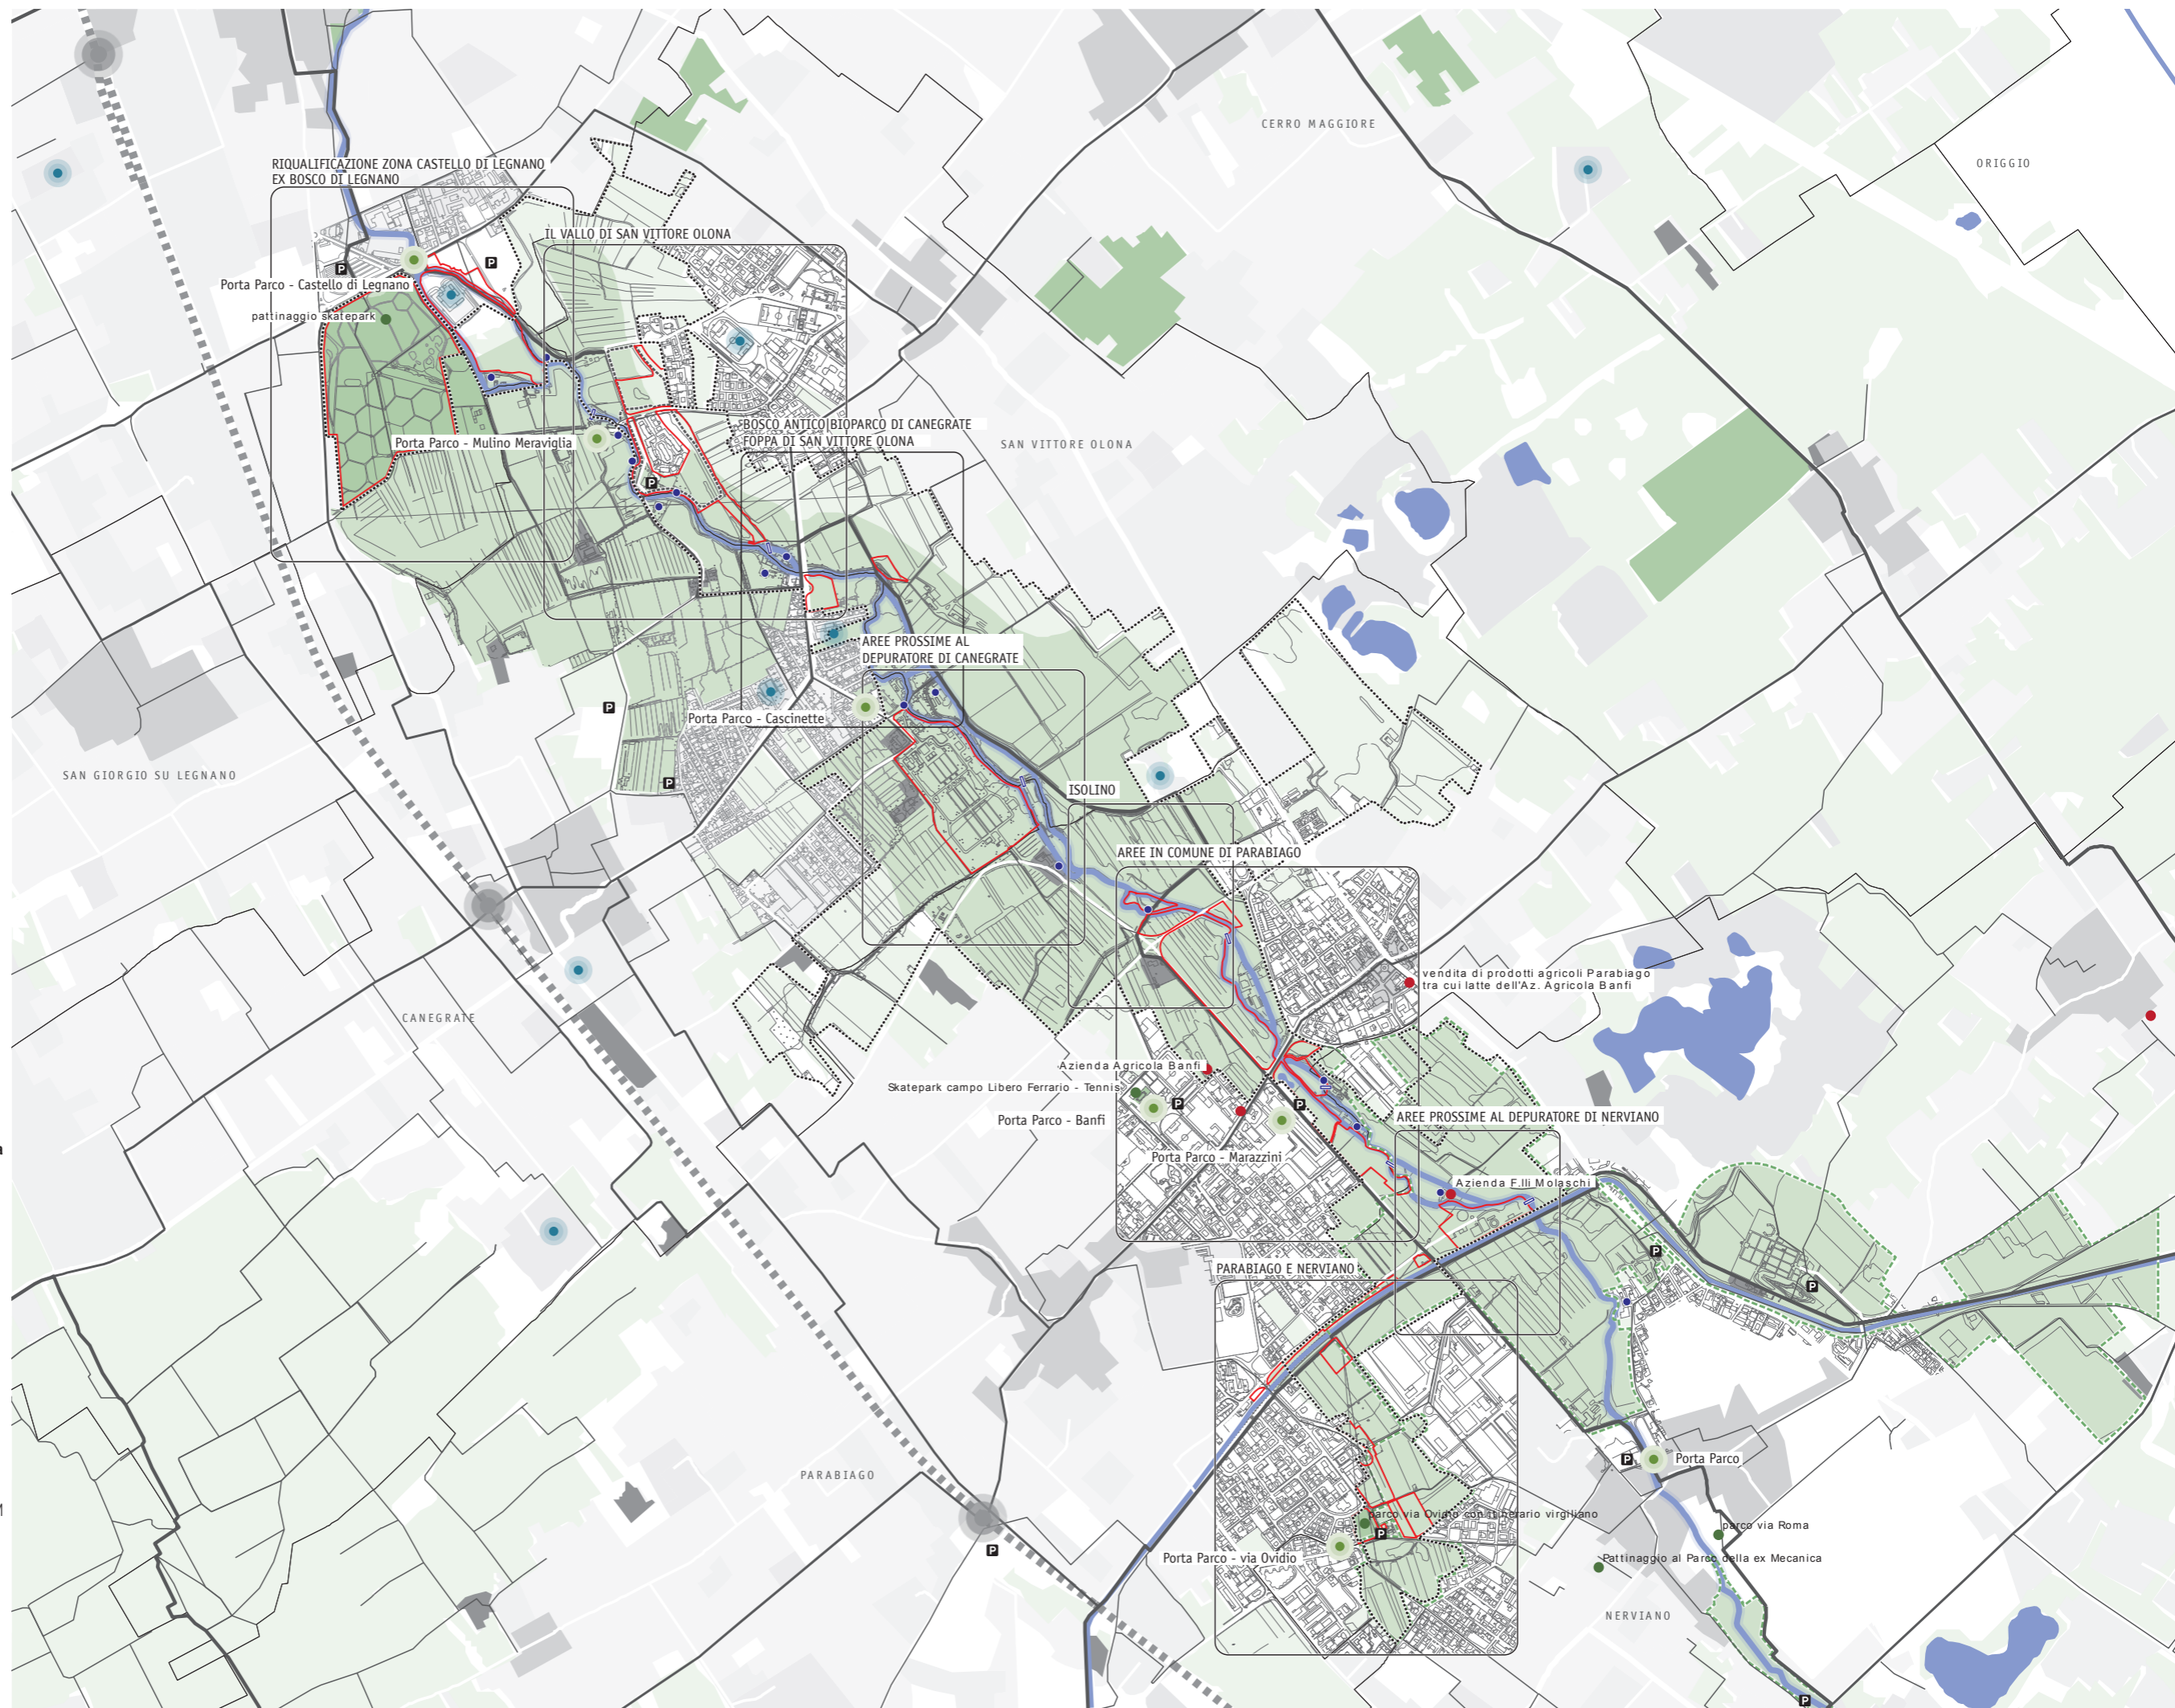 CERRO MAGGIORE
ORIGGIO
RIQUALIFICAZIONE ZONA CASTELLO DI LEGNANO
EX BOSCO DI LEGNANO
IL VALLO DI SAN VITTORE OLONA
P
P
Porta Parco - Castello di Legnano
pattinaggio skatepark
BOSCO ANTICO|BIOPARCO DI CANEGRATE
FOPPA DI SAN VITTORE OLONA
Porta Parco - Mulino Meraviglia
SAN VITTORE OLONA
P
AREE PROSSIME AL
DEPURATORE DI CANEGRATE
P
Porta Parco - Cascinette
SAN GIORGIO SU LEGNANO
P
ISOLINO
AREE IN COMUNE DI PARABIAGO
vendita di prodotti agricoli Parabiago
tra cui latte dell'Az. Agricola Banfi
CANEGRATE
Azienda Agricola Banfi
Skatepark campo Libero Ferrario - Tennis
P
P
Porta Parco - Banfi
AREE PROSSIME AL DEPURATORE DI NERVIANO
a
Porta Parco - Marazzini
Azienda F.lli Molaschi
P
PARABIAGO E NERVIANO
P
PARABIAGO
P
Porta Parco
M
parco via Ovidio con itinerario virgiliano
P
parco via Roma
P
Porta Parco - via Ovidio
Pattinaggio al Parco della ex Mecanica
NERVIANO
P